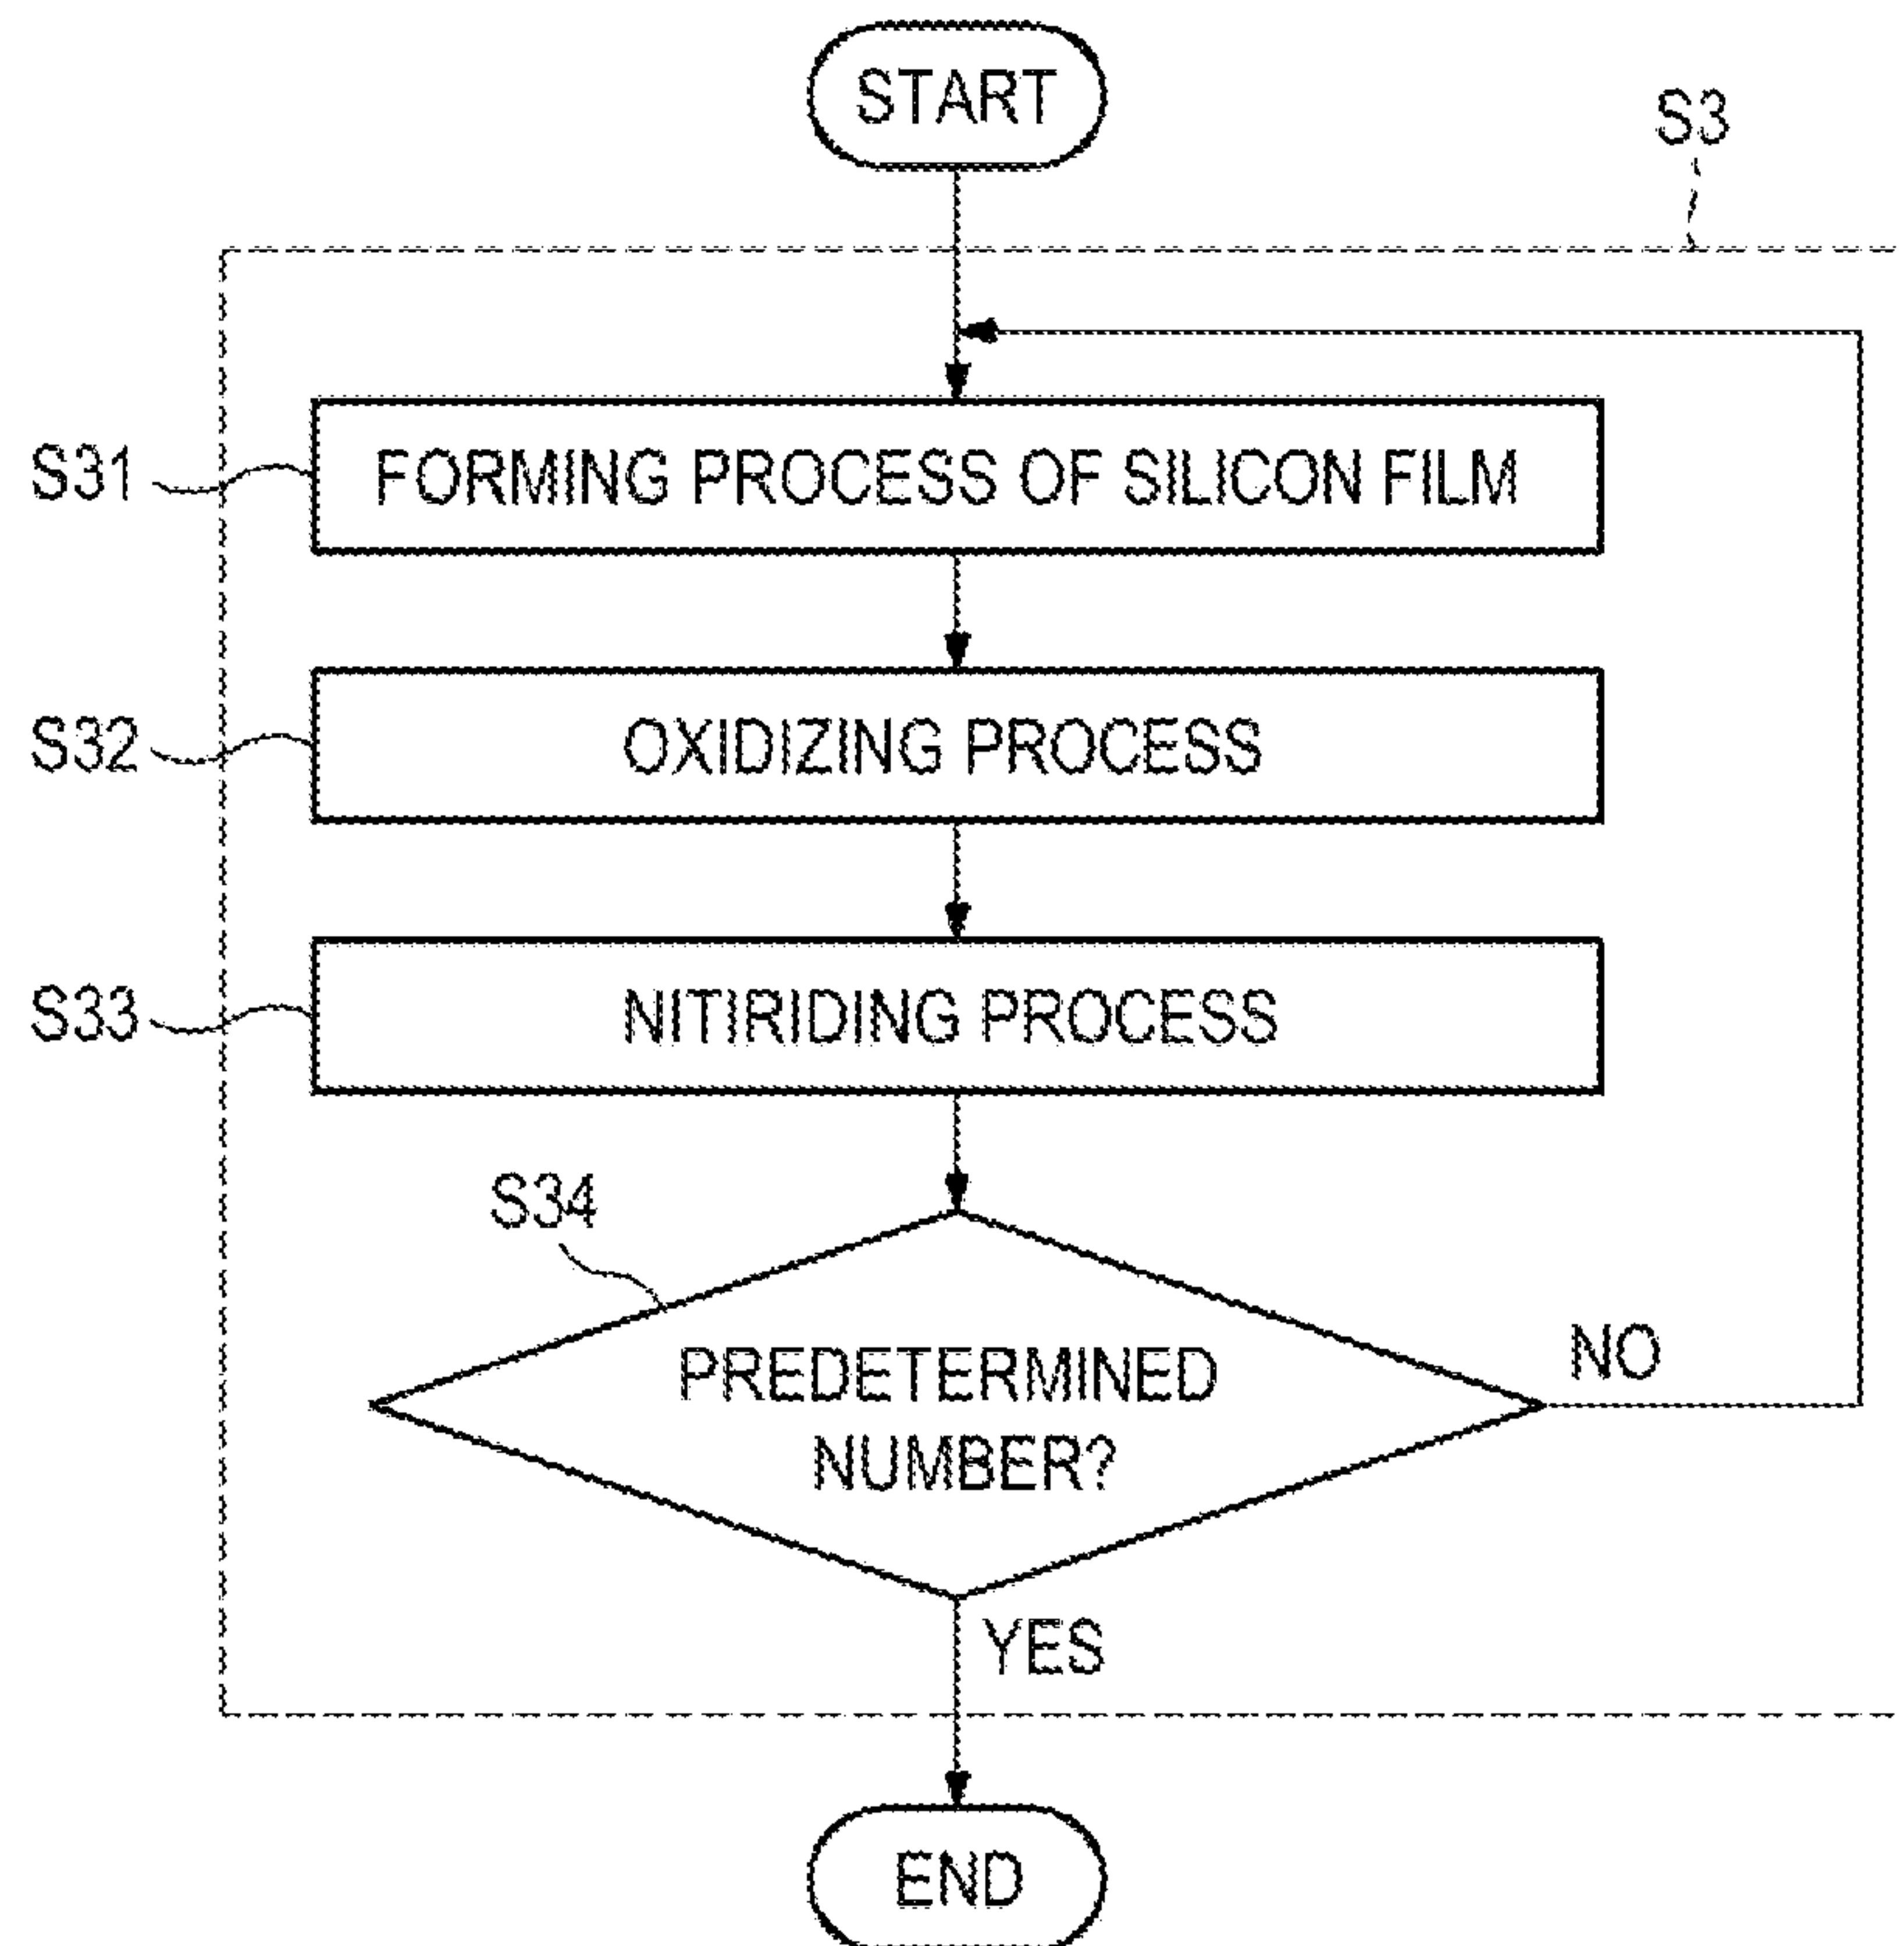 START
S3
S31
FORMING PROCESS OF SILICON FILM
S32
OXIDIZING PROCESS
S33
NITIRIDING PROCESS
S34
PREDETERMINED
NUMBER?
NO
YES
END